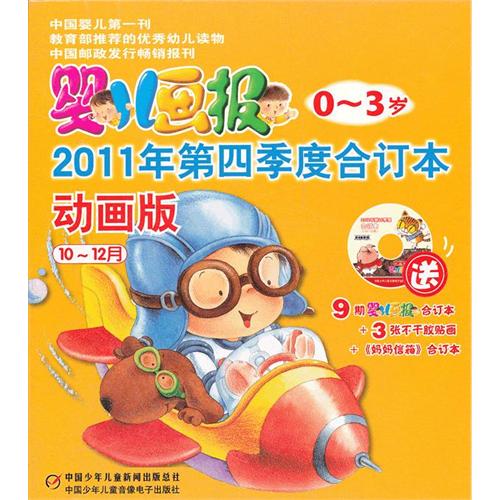 中国婴儿第一刊
教育部推荐的优秀幼儿读物
中国邮政发行畅销报刊
婴儿画报
0~3岁
2011年第四季度合订本
动画版
10~12月
送
9期婴儿画报合订本
+3张不干胶贴画
+《妈妈信箱》合订本
中国少年儿童新闻出版总社
中国少年儿童音像电子出版社